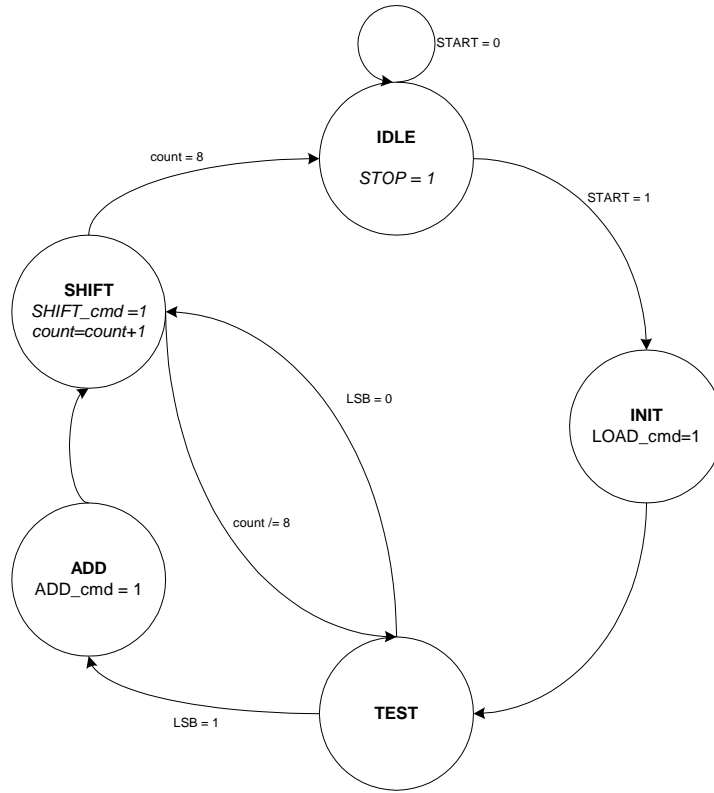 START = 0
IDLE
STOP = 1
count = 8
START = 1
SHIFT
SHIFT_cmd =1
count=count+1
LSB = 0
INIT
LOAD_cmd=1
count /= 8
ADD
ADD_cmd = 1
TEST
LSB = 1